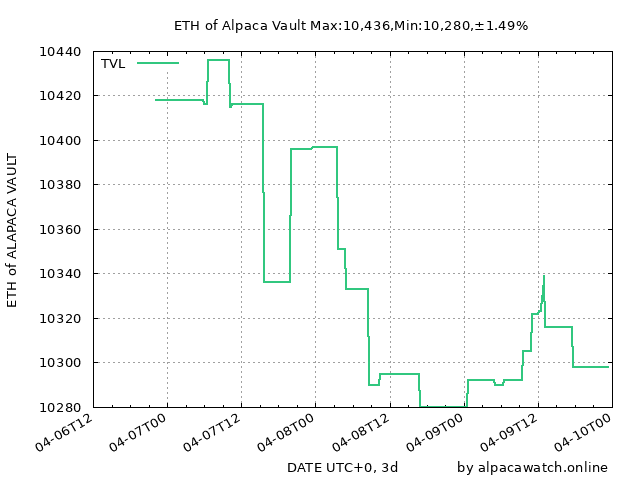 ETH of Alpaca Vault Max:10,436,Min:10,280,±1.49%
TVL
ETH of ALAPACA VAULT
10440
10420
10400
10380
10360
10340
10320
10300
10280
04-06T12
04-07T00
04-07T12
04-08T00
04-08T12
04-09T00
04-09T12
04-10T00
DATE UTC+0, 3d
by alpacawatch.online